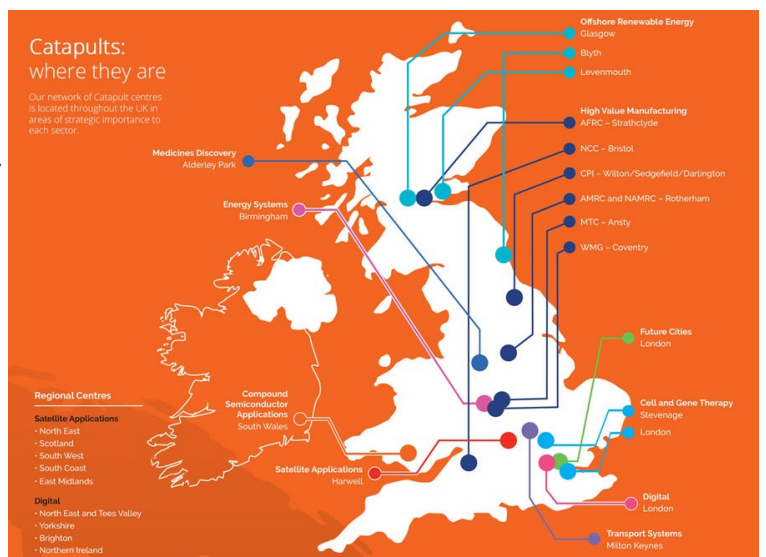 Catapults:
where they are
Our network of Catapult centres
is located throughout the UK in
areas of strategic importance to
each sector.
Offshore Renewable Energy
Glasgow
Blyth
Levenmouth
High Value Manufacturing
AFRC – Strathclyde
NCC – Bristol
CPI – Wilton/Sedgefield/Darlington
AMRC and NAMRC – Rotherham
MTC – Ansty
WMG – Coventry
Medicines Discovery
Alderley Park
Energy Systems
Birmingham
Future Cities
London
Cell and Gene Therapy
Stevenage
London
Digital
London
Transport Systems
Milton Keynes
Compound
Semiconductor
Applications
South Wales
Satellite Applications
Harwell
Regional Centres
Satellite Applications
• North East
• Scotland
• South West
• South Coast
• East Midlands
Digital
• North East and Tees Valley
• Yorkshire
• Brighton
• Northern Ireland